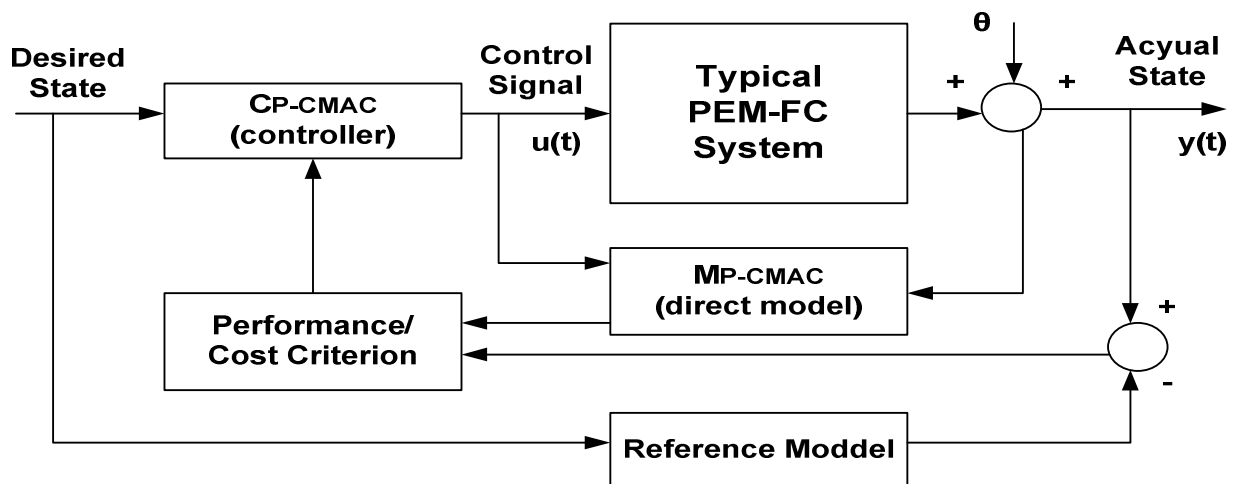 Desired
State
CP-CMAC
(controller)
Control
Signal
u(t)
Typical
PEM-FC
System
θ
+
+
Acyual
State
y(t)
MP-CMAC
(direct model)
Performance/
Cost Criterion
+
-
Reference Moddel